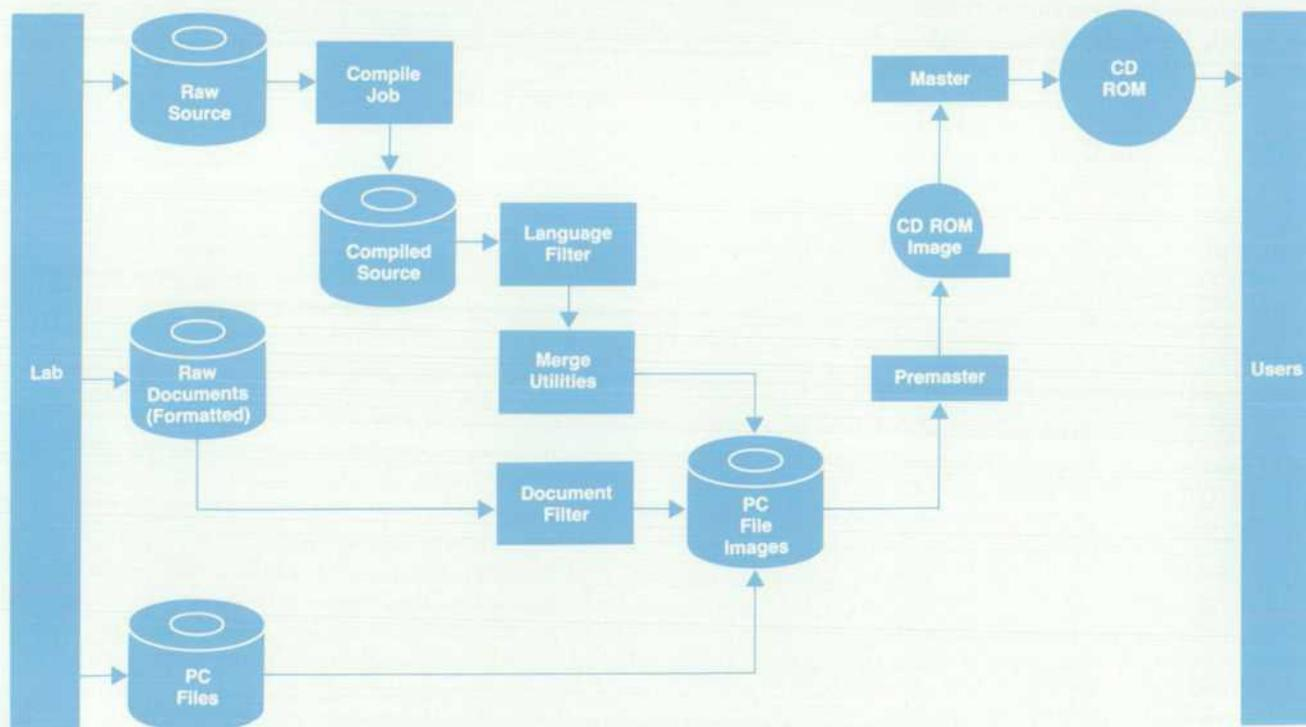 Lab
Raw
Source
Compile
Job
Compiled
Source
Language
Filter
Merge
Utilities
Raw
Documents
(Formatted)
Document
Filter
PC
Files
PC
File
Images
Premaster
CD ROM
Image
Master
CD
ROM
Users